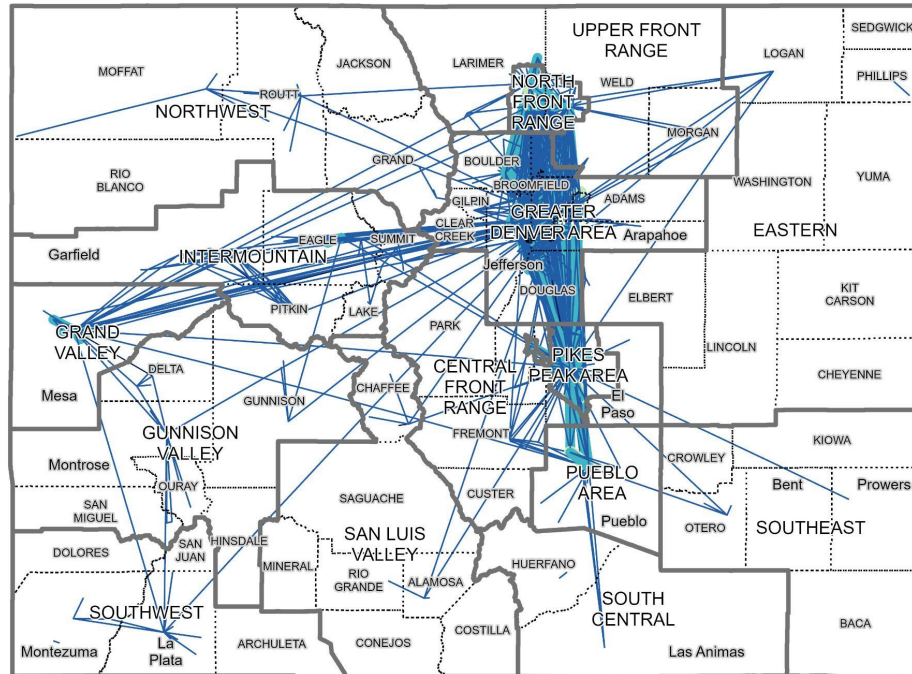 UPPER FRONT
RANGE
SEDGWICK
LOGAN
MOFFAT
JACKSON
LARIMER
WELD
PHILLIPS
NORTH
FRONT
RANGE
ROUTT
NORTHWEST
MORGAN
GRAND
BOULDER
RIO
BLANCO
BROOMFIELD
WASHINGTON
YUMA
GILPIN
ADAMS
GREATER
DENVER AREA
CLEAR
CREEK
EASTERN
Arapahoe
EAGLE
SUMMIT
Garfield
INTERMOUNTAIN
Jefferson
DOUGLAS
ELBERT
KIT
CARSON
PITKIN
LAKE
PARK
GRAND
VALLEY
LINCOLN
PIKES
PEAK AREA
DELTA
CENTRAL
FRONT
RANGE
CHEYENNE
CHAFFEE
Mesa
GUNNISON
El
Paso
GUNNISON
VALLEY
FREMONT
KIOWA
CROWLEY
Montrose
PUEBLO
AREA
OURAY
Bent
Prowers
SAGUACHE
CUSTER
SAN
MIGUEL
Pueblo
OTERO
SOUTHEAST
DOLORES
SAN
JUAN
HINSDALE
SAN LUIS
VALLEY
MINERAL
HUERFANO
RIO
GRANDE
ALAMOSA
SOUTHWEST
SOUTH
CENTRAL
BACA
COSTILLA
La
Plata
Montezuma
ARCHULETA
CONEJOS
Las Animas